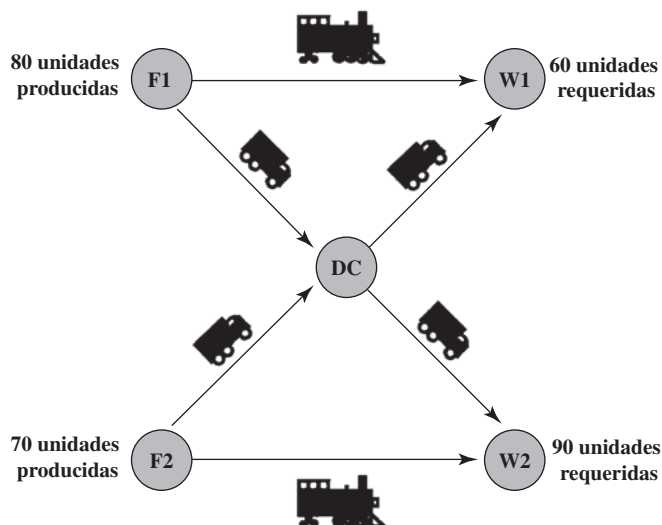 80 unidades
producidas
F1
W1
60 unidades
requeridas
DC
70 unidades
producidas
F2
W2
90 unidades
requeridas